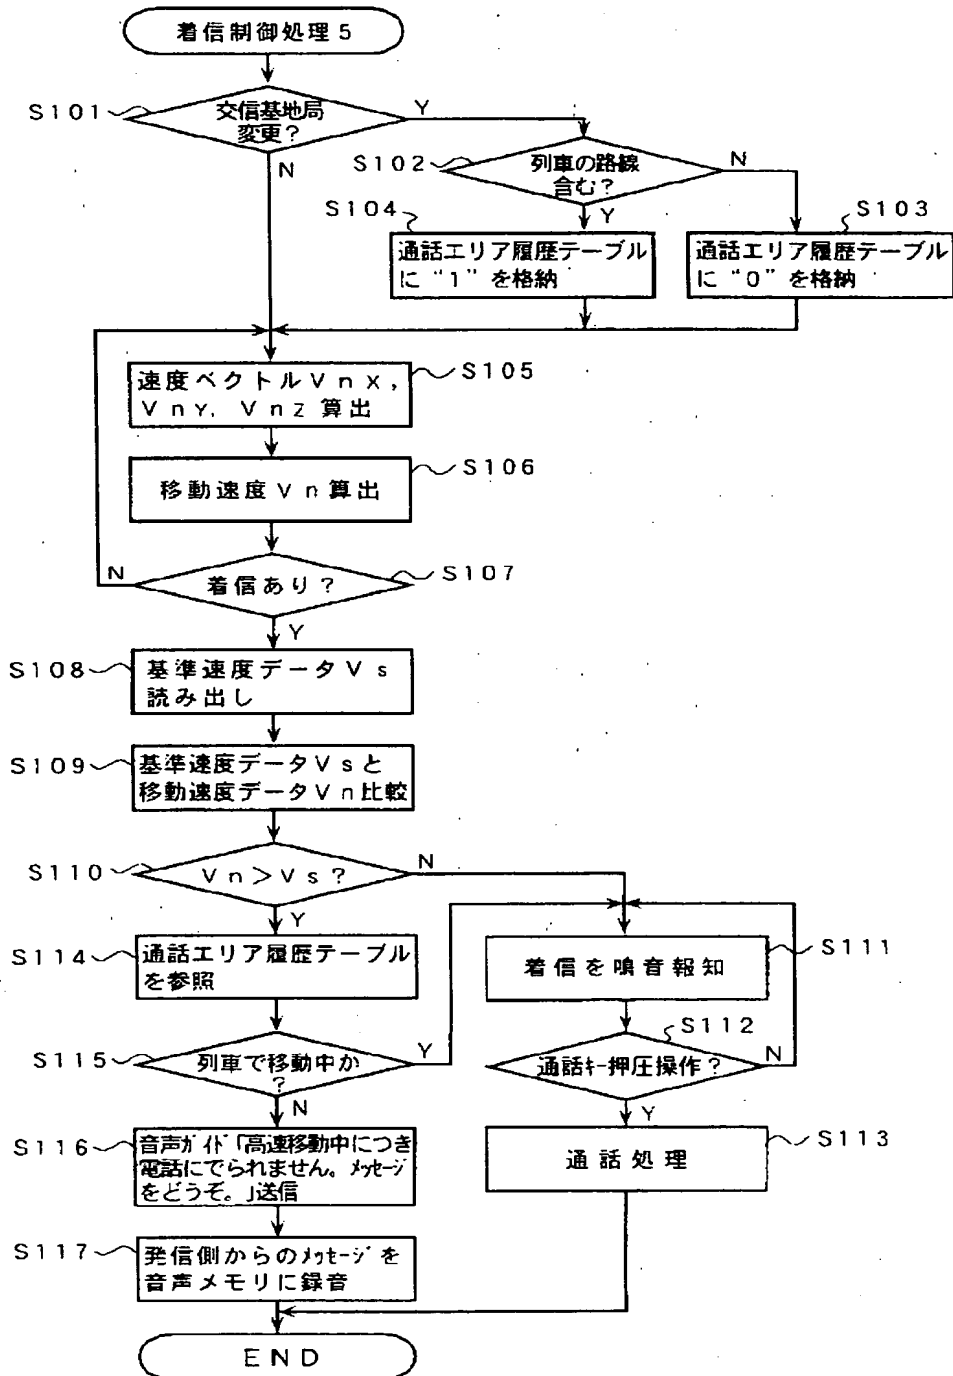 着信制御処理5
S101
交信基地局
変更?
Y
N
S102
列車の路線
含む?
N
Y
S104
通話エリア履歴テーブル
に“1”を格納
S103
通話エリア履歴テーブル
に“0”を格納
S105
速度ベクトルVnx,
VnY, Vnz 算出
S106
移動速度Vn算出
S107
着信あり?
N
Y
S108
基準速度データVs
読み出し
S109
基準速度データVsと
移動速度データVn比較
S110
Vn>Vs?
N
Y
S114
通話エリア履歴テーブル
を参照
S111
着信を鳴音報知
S115
列車で移動中か
?
Y
N
S112
通話キー押圧操作?
N
Y
S116
音声ガイド「高速移動中につき
電話にでられません。メッセージ
をどうぞ。」送信
S113
通話処理
S117
発信側からのメッセージを
音声メモリに録音
END